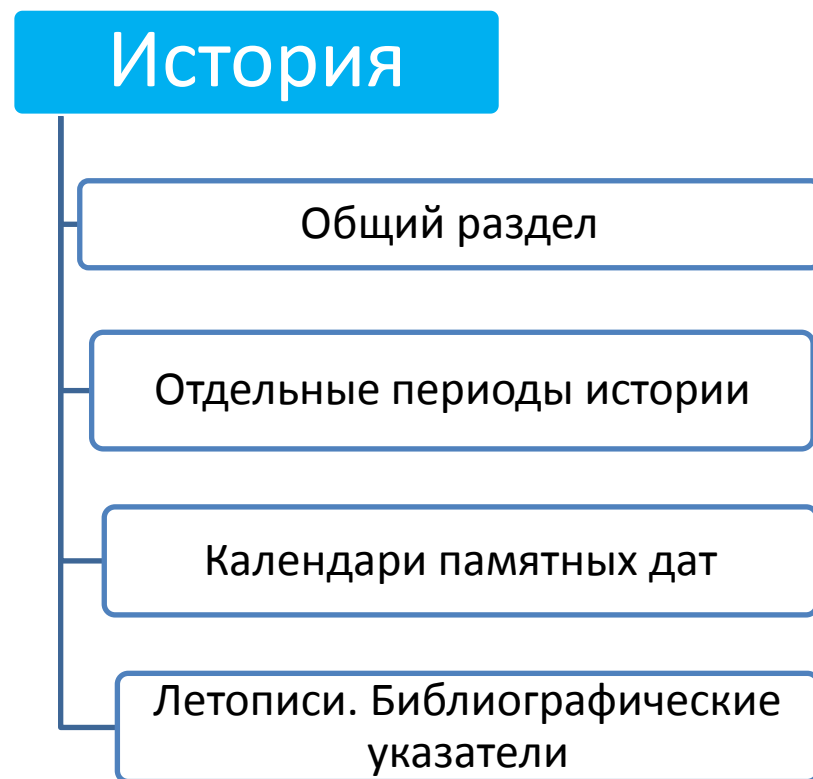 История
Общий раздел
Отдельные периоды истории
Календари памятных дат
Летописи. Библиографические
указатели